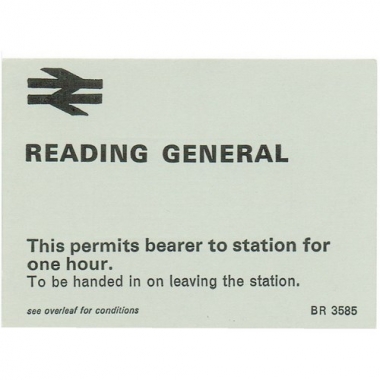 READING GENERAL
This permits bearer to station for
one hour.
To be handed in on leaving the station.
see overleaf for conditions
BR 3585